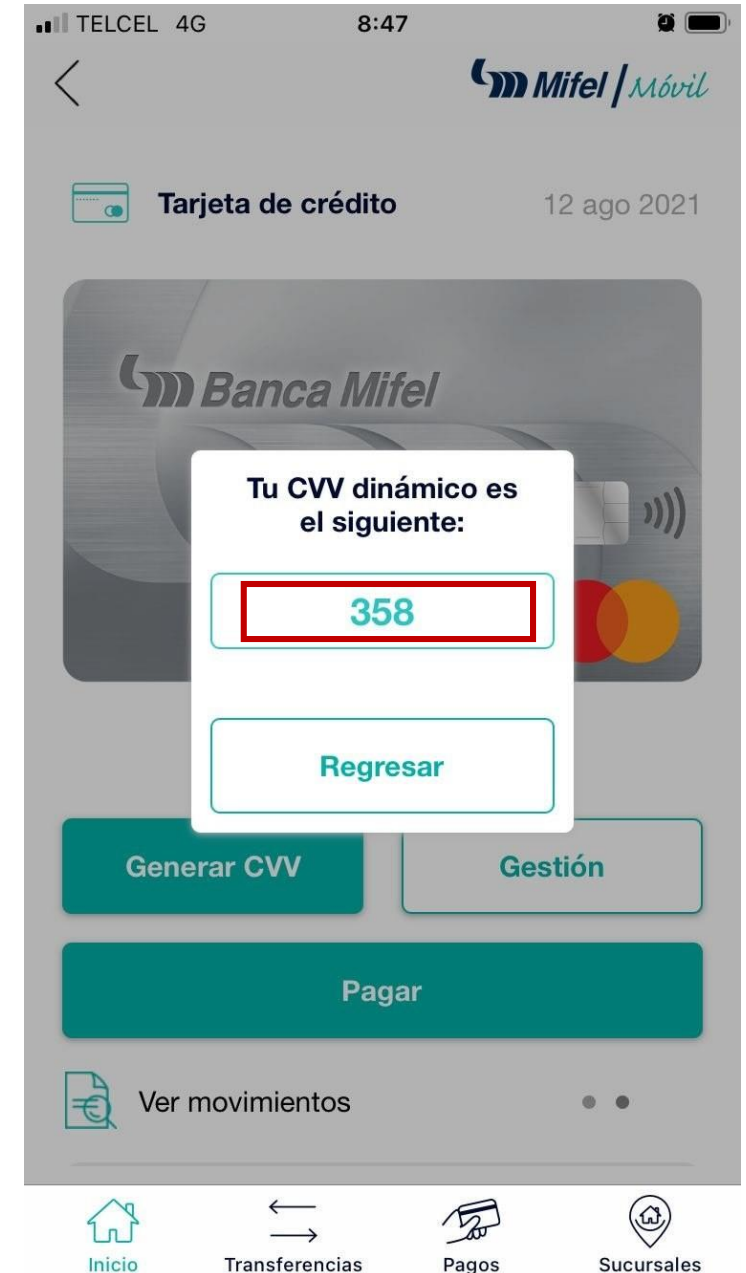 TELCEL 4G 8:47
Mifel / Móvil
Tarjeta de crédito 12 ago 2021
Banca Mifel
Tu CVV dinámico es
el siguiente:
358
Regresar
Generar CVV Gestión
Pagar
Ver movimientos
Inicio Transferencias Pagos Sucursales